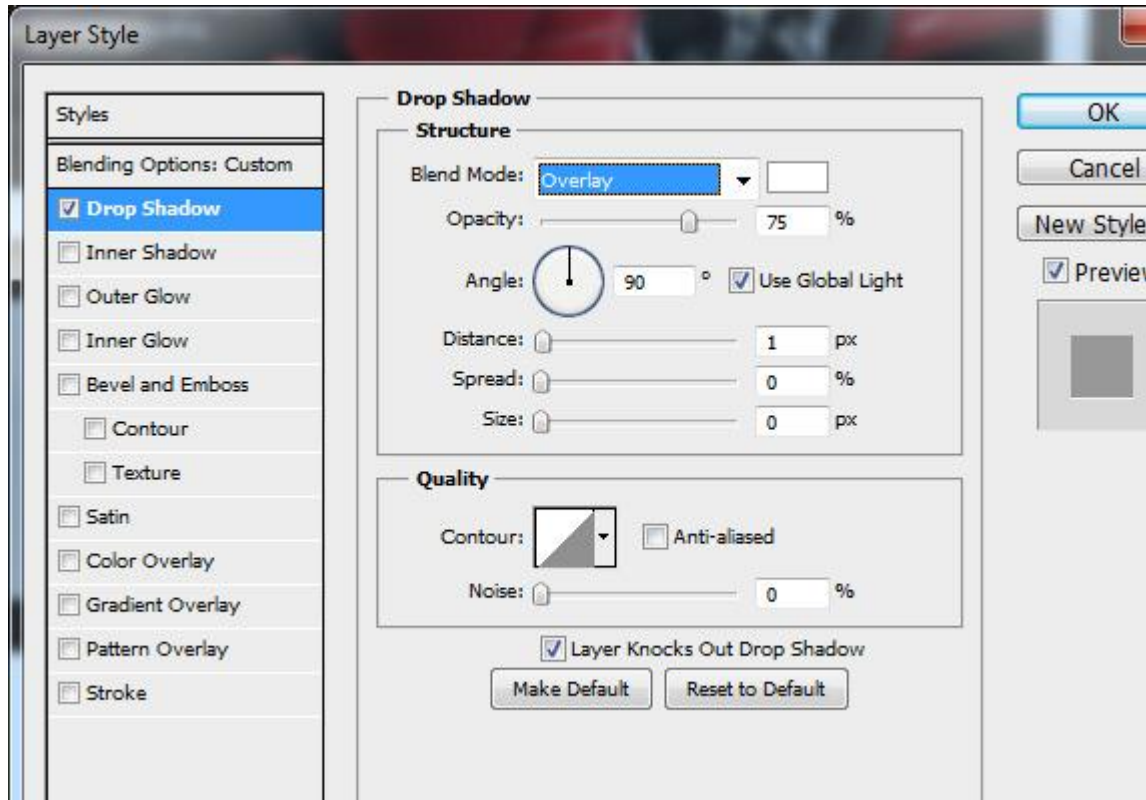 Layer Style
Styles
Blending Options: Custom
Drop Shadow
Inner Shadow
Outer Glow
Inner Glow
Bevel and Emboss
Contour
Texture
Satin
Color Overlay
Gradient Overlay
Pattern Overlay
Stroke
Drop Shadow
Structure
Blend Mode: Overlay
Opacity: 75 %
Angle: 90 ° Use Global Light
Distance: 1 px
Spread: 0 %
Size: 0 px
Quality
Contour: Anti-aliased
Noise: 0 %
Layer Knocks Out Drop Shadow
Make Default Reset to Default
OK
Cancel
New Style
Preview